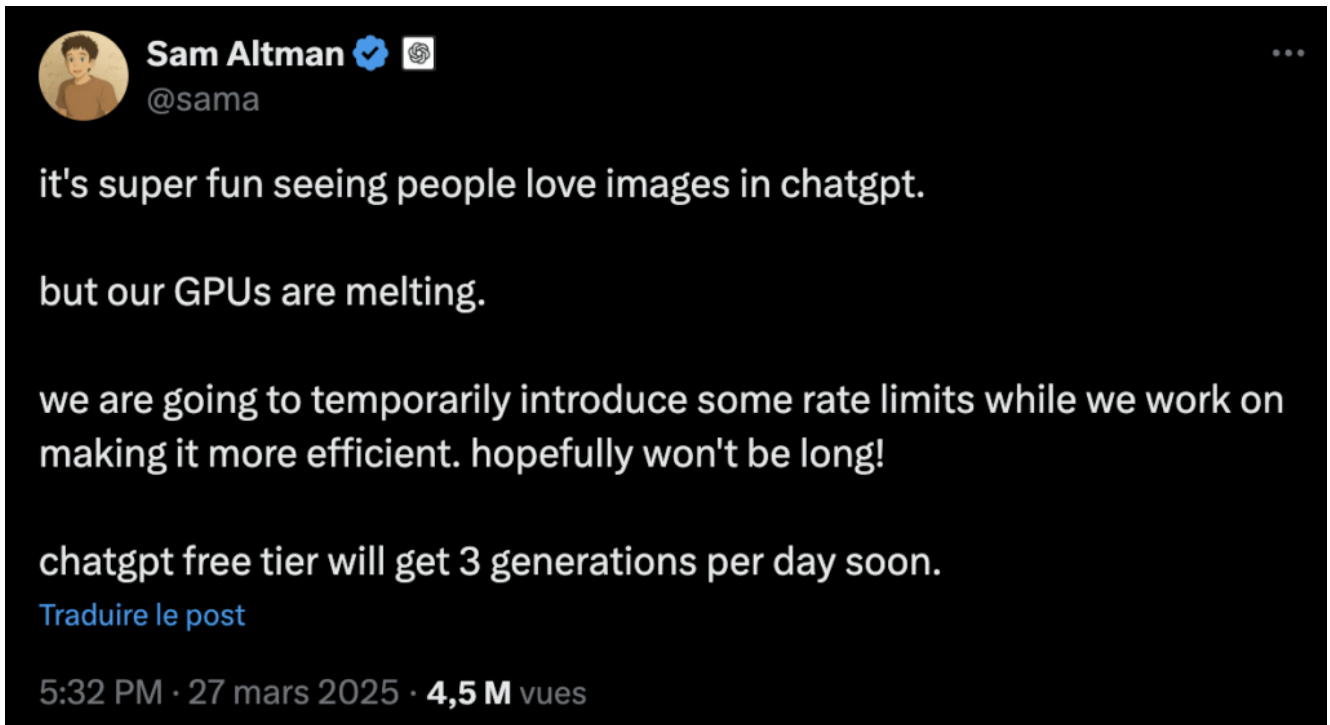 Sam Altman
@sama
it's super fun seeing people love images in chatgpt.
but our GPUs are melting.
we are going to temporarily introduce some rate limits while we work on
making it more efficient. hopefully won't be long!
chatgpt free tier will get 3 generations per day soon.
Traduire le post
5:32 PM · 27 mars 2025 · 4,5 M vues